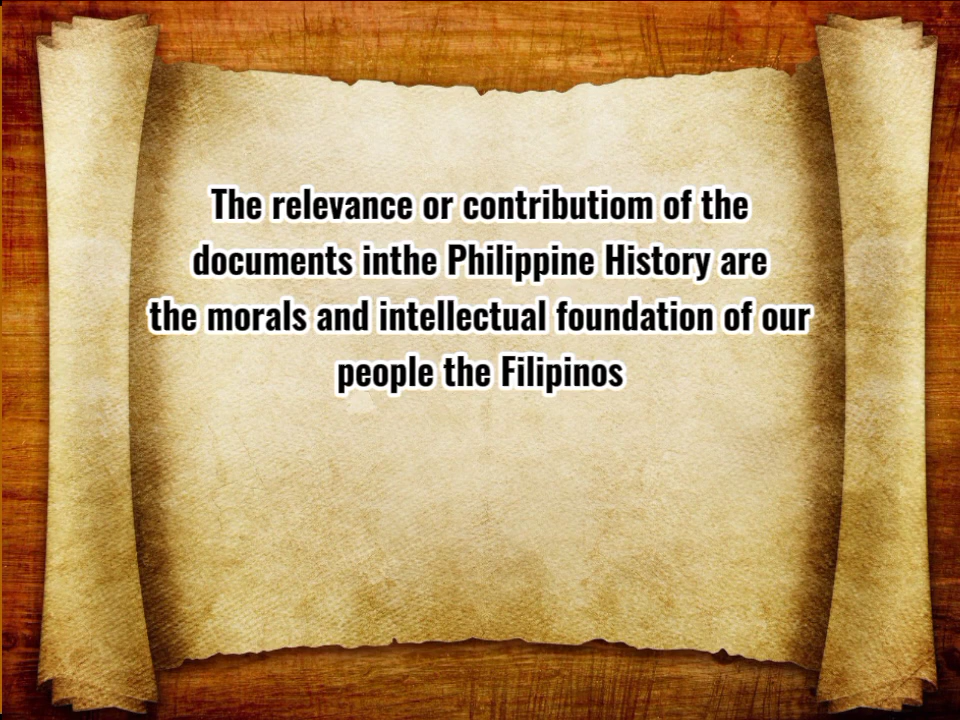 The relevance or contributiom of the
documents inthe Philippine History are
the morals and intellectual foundation of our
people the Filipinos